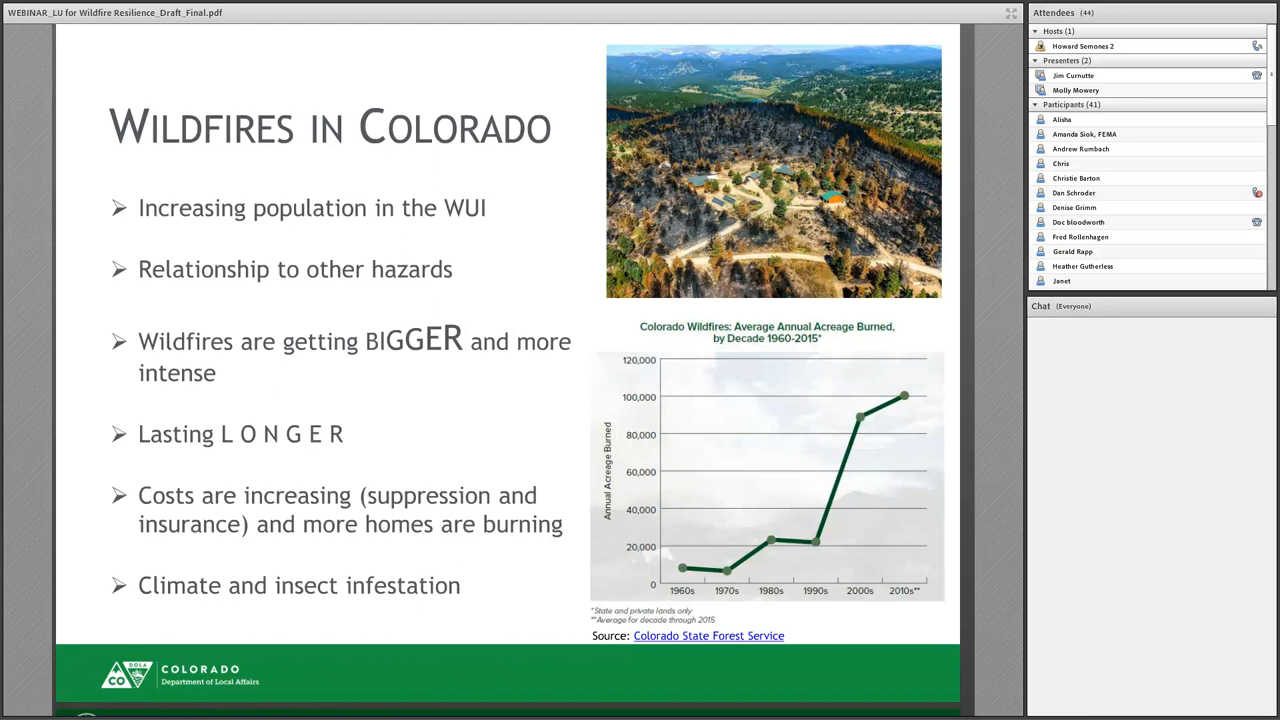 WEBINAR_LU for Wildfire Resilience_Draft_Final.pdf
WILDFIRES IN COLORADO
➢ Increasing population in the WUI
➢ Relationship to other hazards
➢ Wildfires are getting BIGGER and more
intense
➢ Lasting L O N G E R
➢ Costs are increasing (suppression and
insurance) and more homes are burning
➢ Climate and insect infestation
Colorado Wildfires: Average Annual Acreage Burned,
by Decade 1960-2015*
Annual Acreage Burned
120,000
100,000
80,000
60,000
40,000
20,000
0
1960s 1970s 1980s 1990s 2000s 2010s**
*State and private lands only
**Average for decade through 2015
Source: Colorado State Forest Service
CO
DOLA
COLORADO
Department of Local Affairs
Attendees (44)
Hosts (1)
Howard Semones 2
Presenters (2)
Jim Curnutte
Molly Mowery
Participants (41)
Alisha
Amanda Siok, FEMA
Andrew Rumbach
Chris
Christie Barton
Dan Schroder
Denise Grimm
Doc bloodworth
Fred Rollenhagen
Gerald Rapp
Heather Gutherless
Janet
Chat (Everyone)